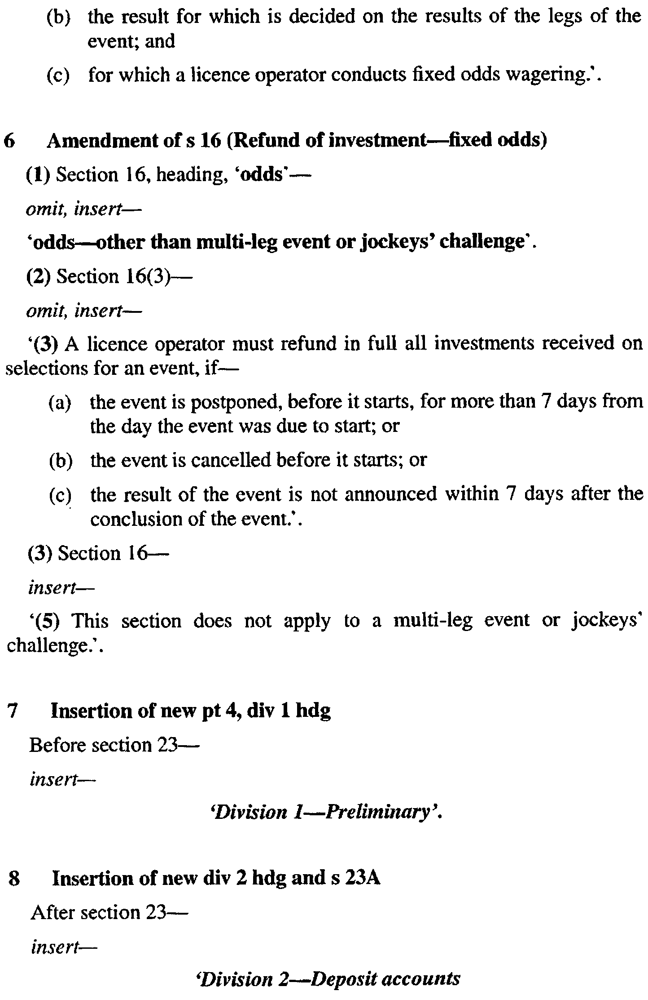 (b) the result for which is decided on the results of the legs of the
event; and
(c) for which a licence operator conducts fixed odds wagering.’.
6 Amendment of s 16 (Refund of investment—fixed odds)
(1) Section 16, heading, ‘odds’—
omit, insert—
‘odds—other than multi-leg event or jockeys’ challenge’.
(2) Section 16(3)—
omit, insert—
‘(3) A licence operator must refund in full all investments received on
selections for an event, if—
(a) the event is postponed, before it starts, for more than 7 days from
the day the event was due to start; or
(b) the event is cancelled before it starts; or
(c) the result of the event is not announced within 7 days after the
conclusion of the event.’.
(3) Section 16—
insert—
‘(5) This section does not apply to a multi-leg event or jockeys’
challenge.’.
7 Insertion of new pt 4, div 1 hdg
Before section 23—
insert—
‘Division 1—Preliminary’.
8 Insertion of new div 2 hdg and s 23A
After section 23—
insert—
‘Division 2—Deposit accounts